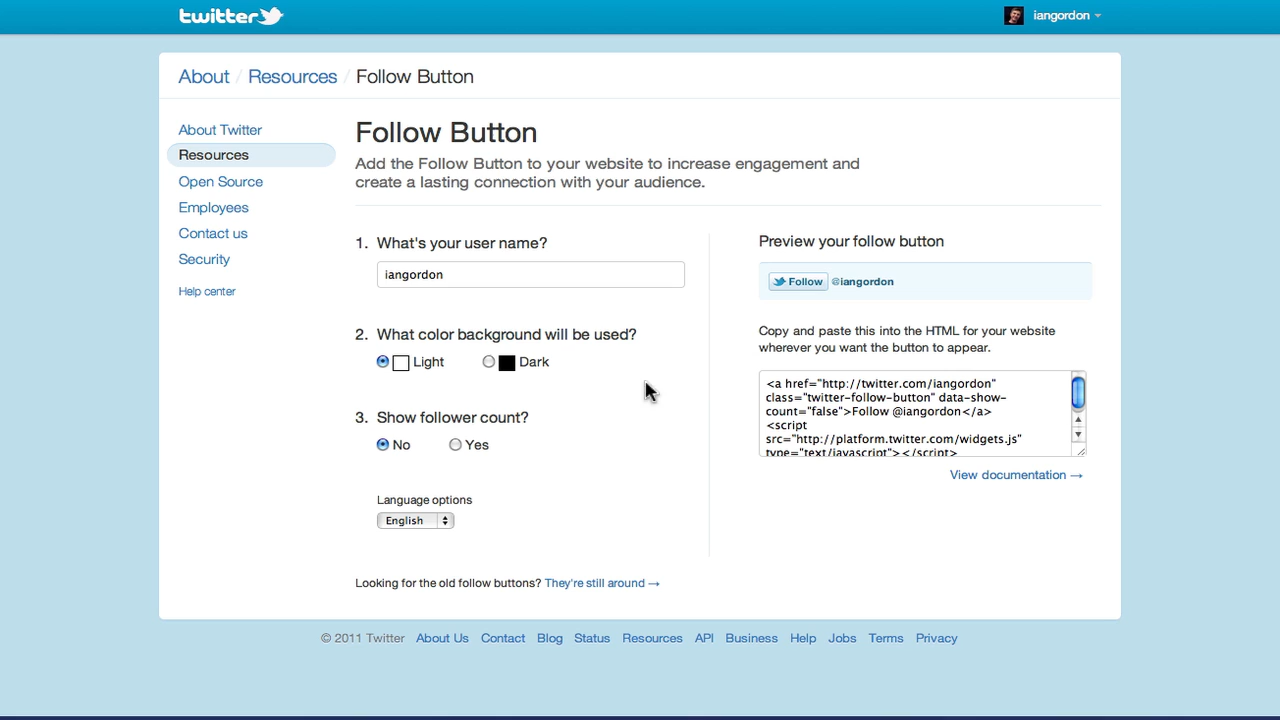 twitter
iangordon
About / Resources / Follow Button
About Twitter
Resources
Open Source
Employees
Contact us
Security
Help center
Follow Button
Add the Follow Button to your website to increase engagement and
create a lasting connection with your audience.
1. What's your user name?
iangordon
2. What color background will be used?
Light Dark
3. Show follower count?
No Yes
Language options
English
Looking for the old follow buttons? They're still around →
Preview your follow button
Follow @iangordon
Copy and paste this into the HTML for your website
wherever you want the button to appear.
<a href="http://twitter.com/iangordon"
class="twitter-follow-button" data-show-
count="false">Follow @iangordon</a>
<script
src="http://platform.twitter.com/widgets.js"
type="text/javascript"></script>
View documentation →
© 2011 Twitter About Us Contact Blog Status Resources API Business Help Jobs Terms Privacy